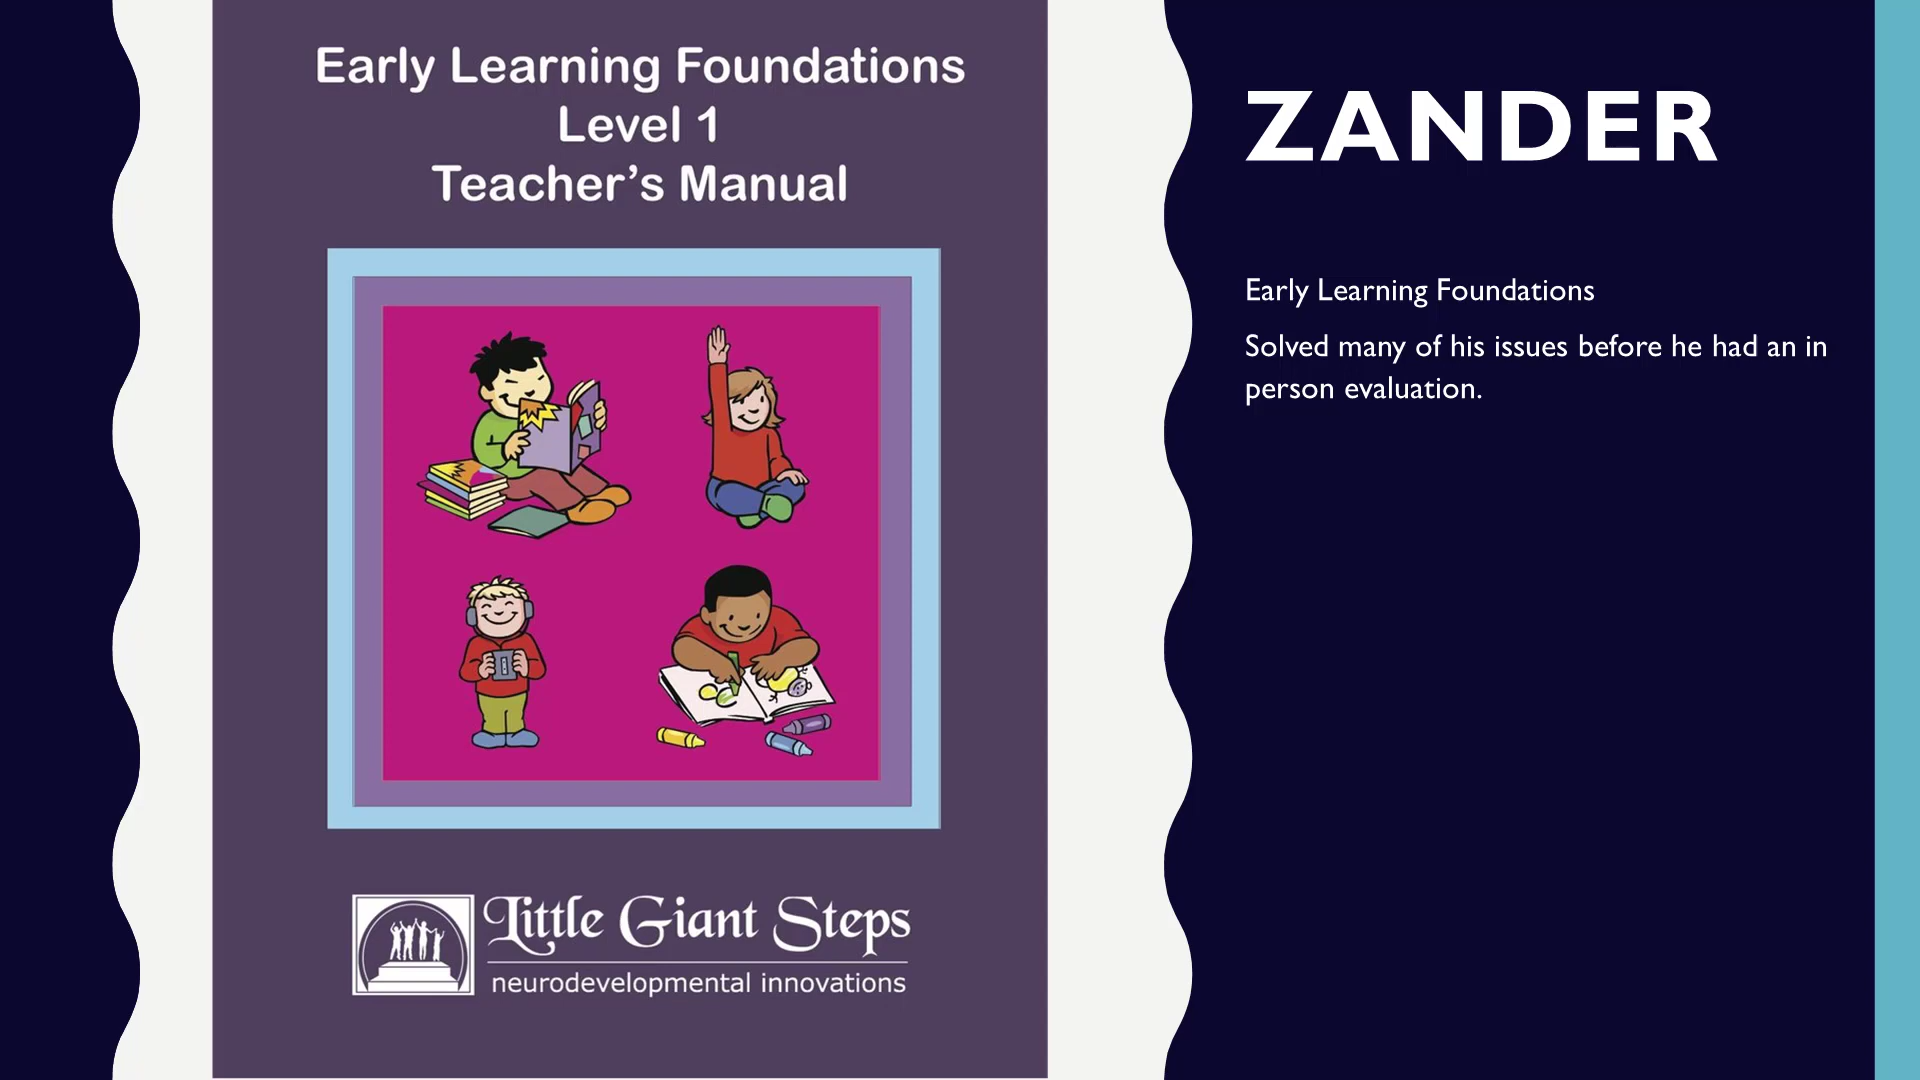 Early Learning Foundations
Level 1
Teacher’s Manual
Little Giant Steps
neurodevelopmental innovations
ZANDER
Early Learning Foundations
Solved many of his issues before he had an in
person evaluation.